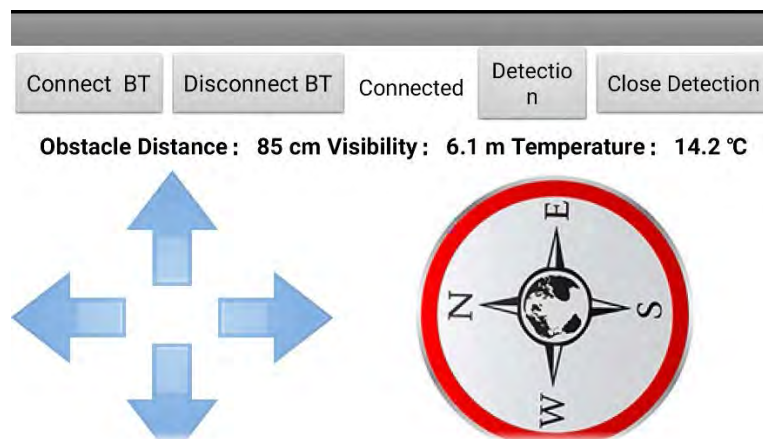 Connect BT Disconnect BT Connected Detectio
n Close Detection
Obstacle Distance： 85 cm Visibility： 6.1 m Temperature： 14.2 ℃
E
N S
W